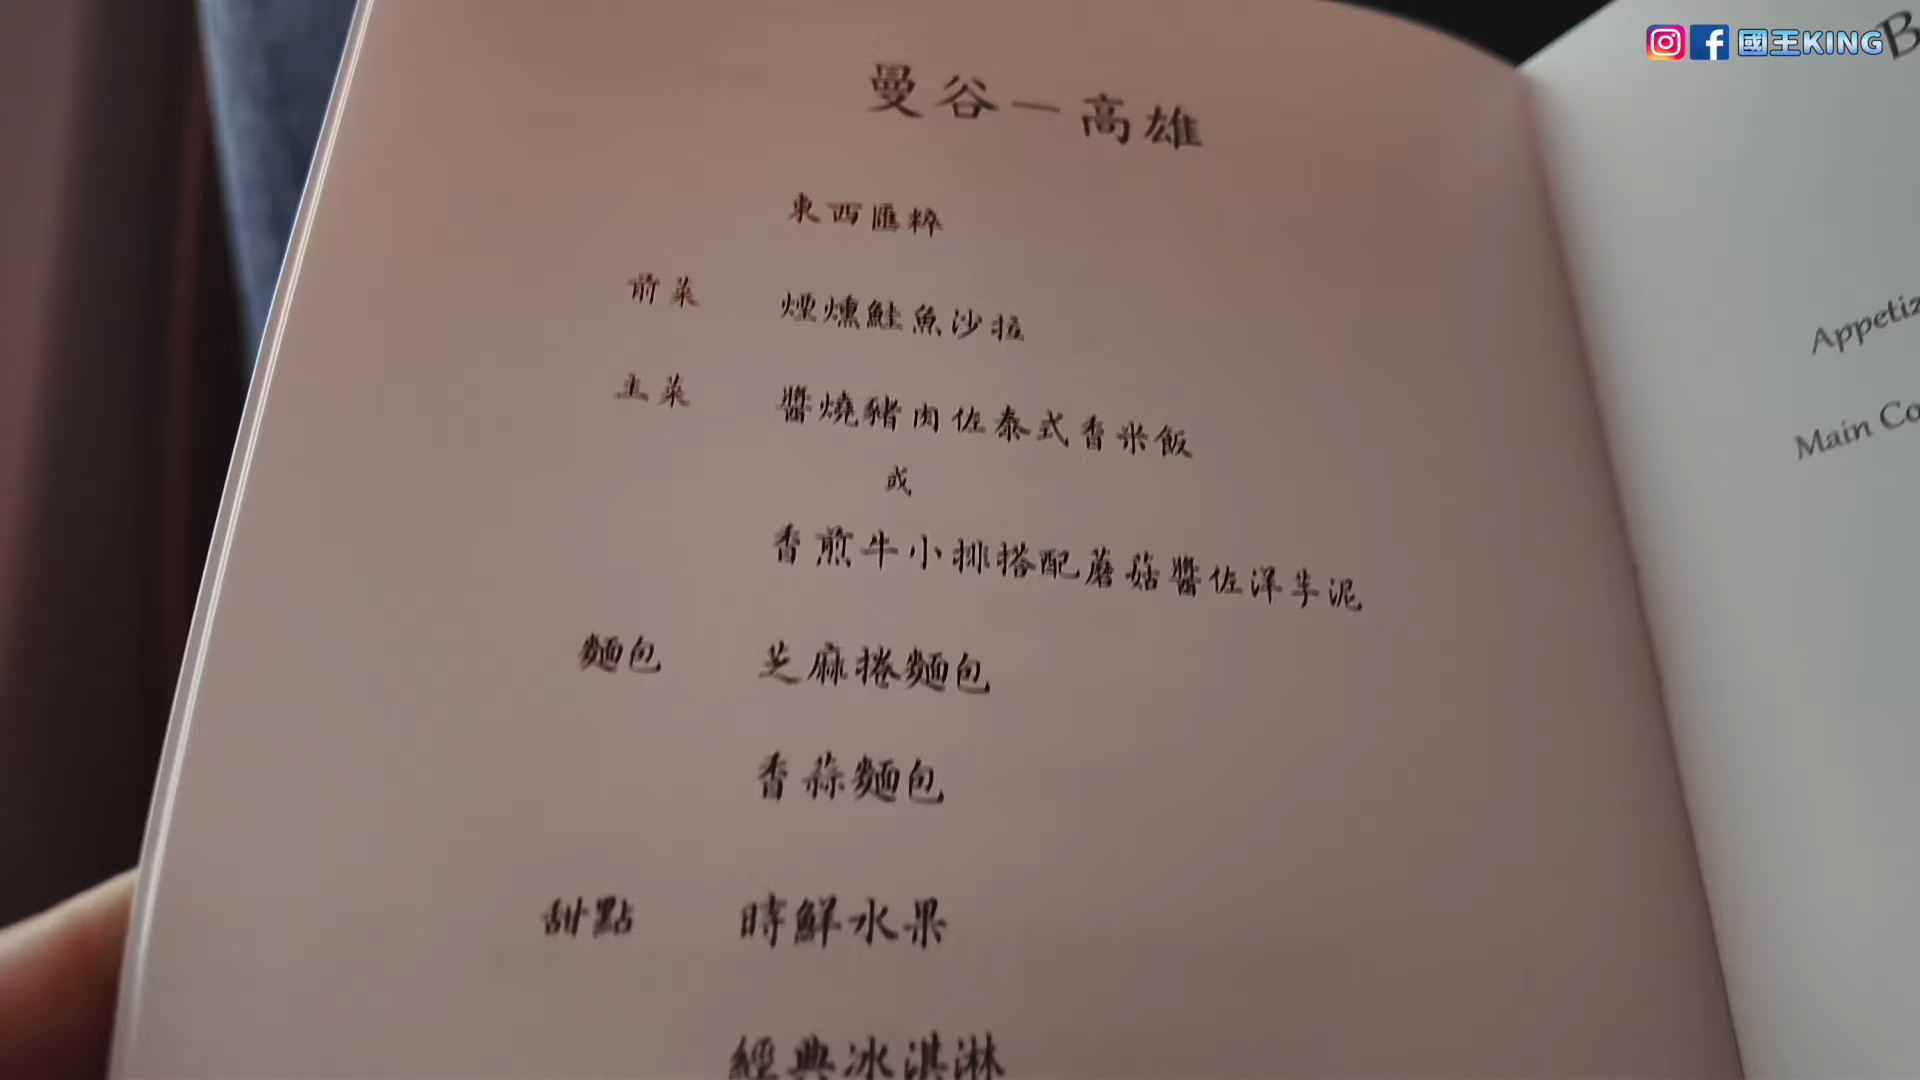 國王KING
曼谷—高雄
東西匯粹
前菜 煙燻鮭魚沙拉
主菜 醬燒豬肉佐泰式香米飯
或
香煎牛小排搭配蘑菇醬佐洋芋泥
麵包 芝麻捲麵包
香蒜麵包
甜點 時鮮水果
經典冰淇淋
B
Appetiz
Main Co